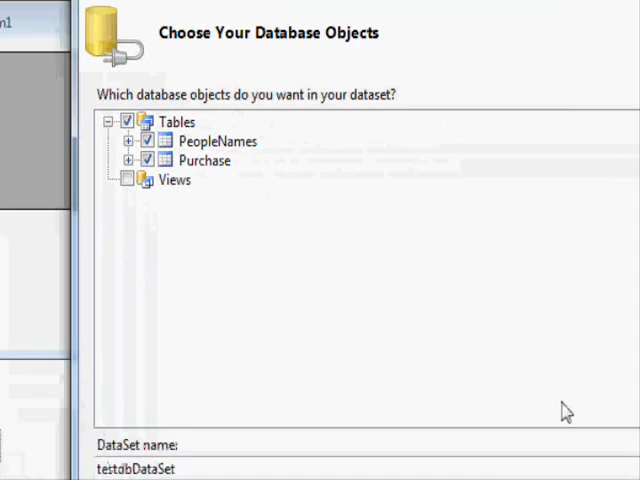 m1
Choose Your Database Objects
Which database objects do you want in your dataset?
Tables
PeopleNames
Purchase
Views
DataSet name:
testdbDataSet